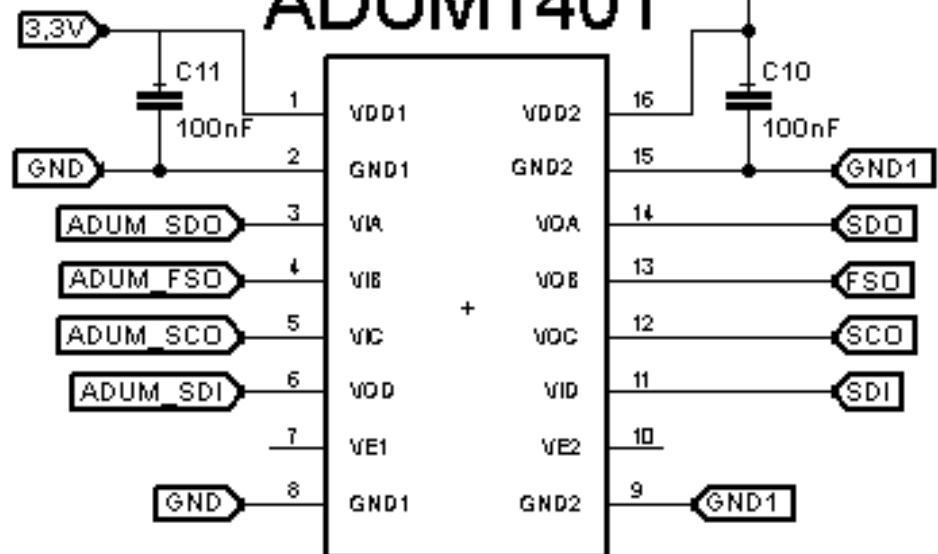 ADUM1401
3,3V
C11
C10
1 VDD1 VDD2 16
100nF
100nF
GND 2 GND1 GND2 15 GND1
ADUM_SDO 3 VIA VOA 14 SDO
ADUM_FSO 4 VIB VOB 13 FSO
ADUM_SCO 5 VIC VOC 12 SCO
ADUM_SDI 6 VOD VID 11 SDI
7 VE1 VE2 10
GND 8 GND1 GND2 9 GND1